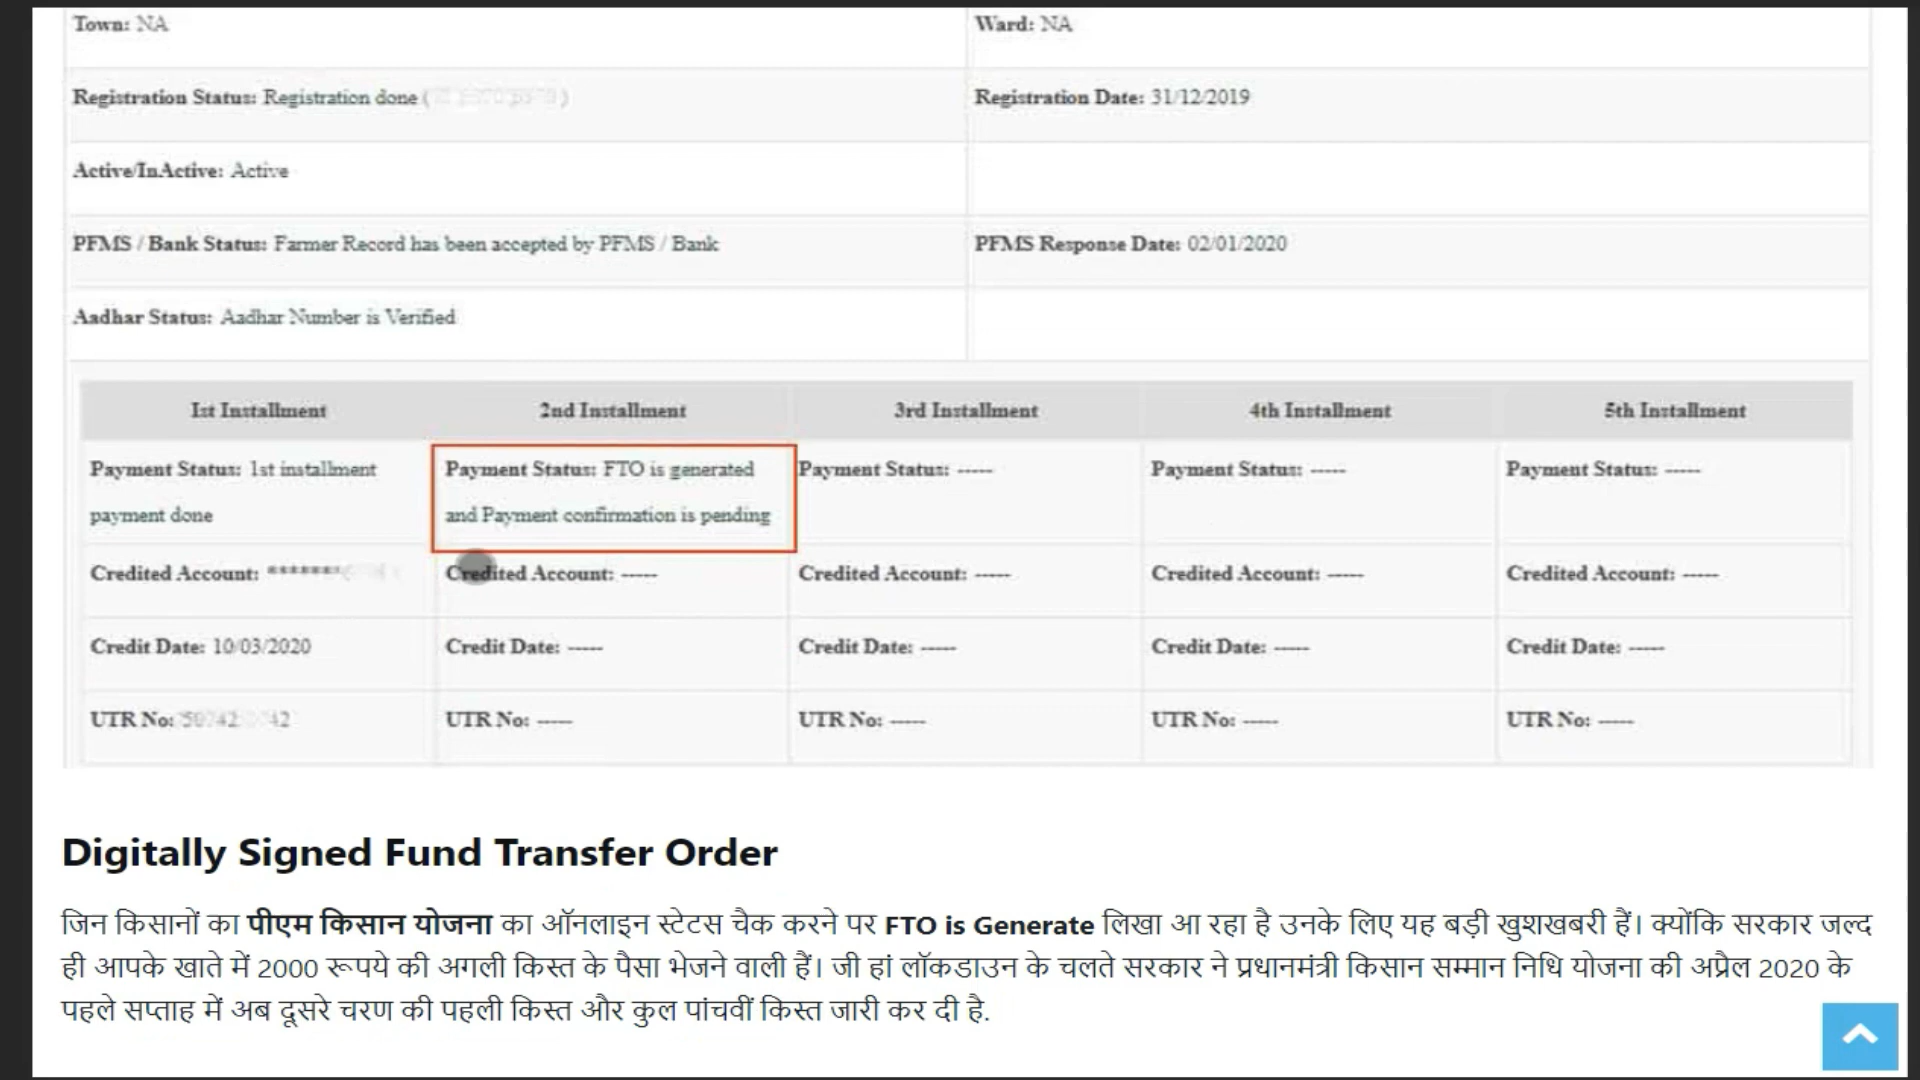 Town: NA
Ward: NA
Registration Status: Registration done (
Registration Date: 31/12/2019
Active/InActive: Active
PFMS / Bank Status: Farmer Record has been accepted by PFMS / Bank
PFMS Response Date: 02/01/2020
Aadhar Status: Aadhar Number is Verified
1st Installment 2nd Installment 3rd Installment 4th Installment 5th Installment
Payment Status: 1st installment
payment done
Payment Status: FTO is generated
and Payment confirmation is pending
Payment Status: -----
Payment Status: -----
Payment Status: -----
Credited Account: *******
Credited Account: -----
Credited Account: -----
Credited Account: -----
Credited Account: -----
Credit Date: 10/03/2020
Credit Date: -----
Credit Date: -----
Credit Date: -----
Credit Date: -----
UTR No:
UTR No: -----
UTR No: -----
UTR No: -----
UTR No: -----
Digitally Signed Fund Transfer Order
जिन किसानों का पीएम किसान योजना का ऑनलाइन स्टेटस चैक करने पर FTO is Generate लिखा आ रहा है उनके लिए यह बड़ी खुशखबरी हैं। क्योंकि सरकार जल्द
ही आपके खाते में 2000 रूपये की अगली किस्त के पैसा भेजने वाली हैं। जी हां लॉकडाउन के चलते सरकार ने प्रधानमंत्री किसान सम्मान निधि योजना की अप्रैल 2020 के
पहले सप्ताह में अब दूसरे चरण की पहली किस्त और कुल पांचवीं किस्त जारी कर दी है.